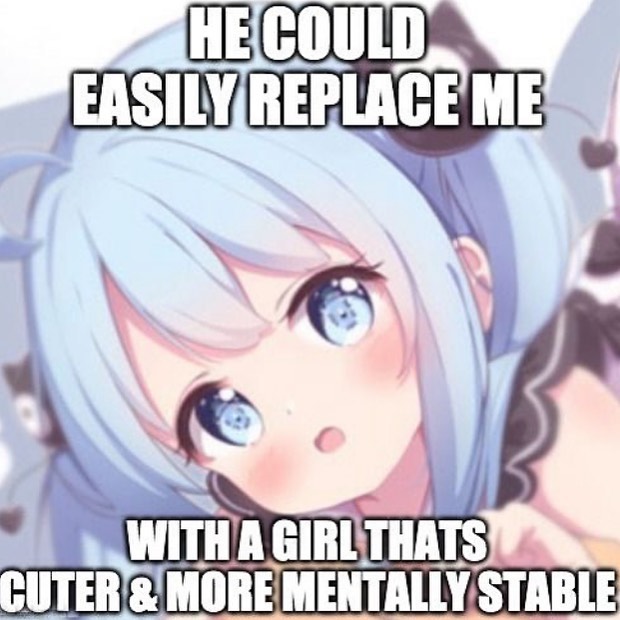 HE COULD
EASILY REPLACE ME
WITH A GIRL THATS
CUTER & MORE MENTALLY STABLE